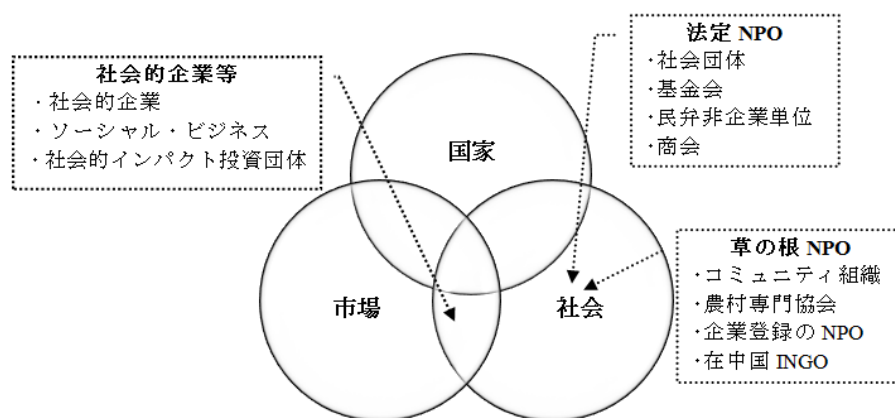 社会的企業等
・社会的企業
・ソーシャル・ビジネス
・社会的インパクト投資団体
法定 NPO
・社会団体
・基金会
・民弁非企業単位
・商会
国家
市場
社会
草の根 NPO
・コミュニティ組織
・農村専門協会
・企業登録の NPO
・在中国 INGO